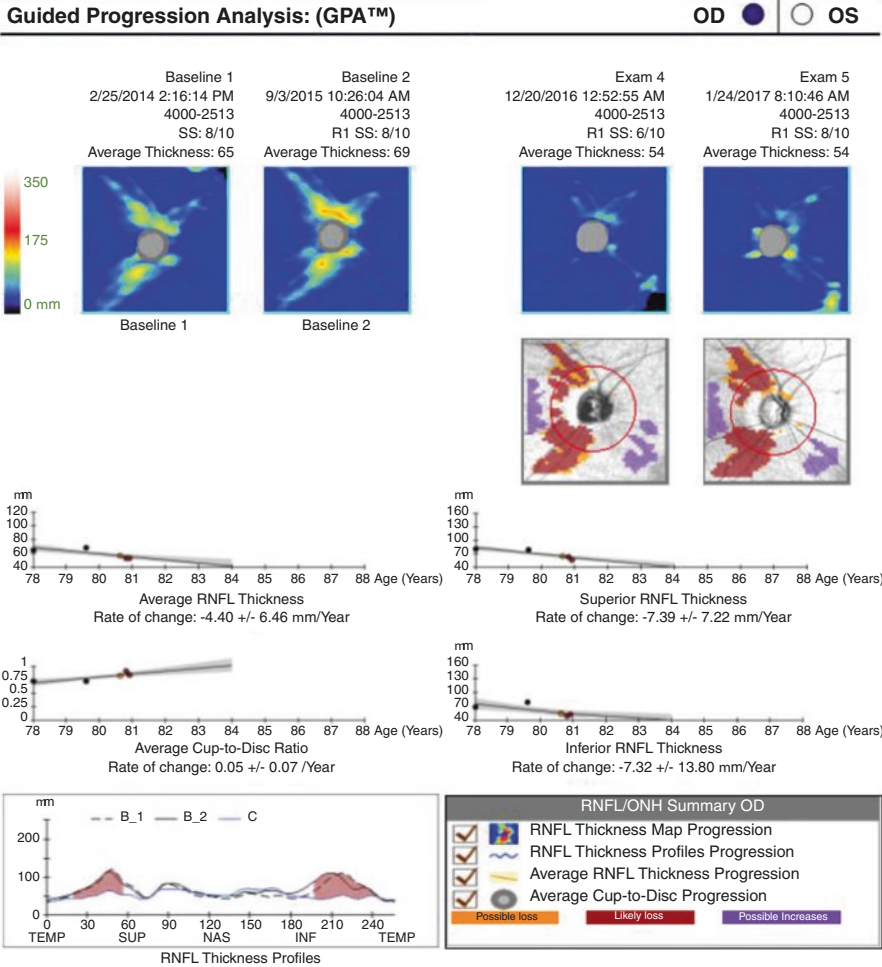 Guided Progression Analysis: (GPA™)
OD OS
Baseline 1
2/25/2014 2:16:14 PM
4000-2513
SS: 8/10
Average Thickness: 65
Baseline 2
9/3/2015 10:26:04 AM
4000-2513
R1 SS: 8/10
Average Thickness: 69
Exam 4
12/20/2016 12:52:55 AM
4000-2513
R1 SS: 6/10
Average Thickness: 54
Exam 5
1/24/2017 8:10:46 AM
4000-2513
R1 SS: 8/10
Average Thickness: 54
350
175
0 mm
Baseline 1
Baseline 2
mm
120
100
80
60
40
78 79 80 81 82 83 84 85 86 87 88 Age (Years)
Average RNFL Thickness
Rate of change: -4.40 +/- 6.46 mm/Year
mm
160
130
100
70
40
78 79 80 81 82 83 84 85 86 87 88 Age (Years)
Superior RNFL Thickness
Rate of change: -7.39 +/- 7.22 mm/Year
1
0.75
0.5
0.25
0
78 79 80 81 82 83 84 85 86 87 88 Age (Years)
Average Cup-to-Disc Ratio
Rate of change: 0.05 +/- 0.07 /Year
mm
160
130
100
70
40
78 79 80 81 82 83 84 85 86 87 88 Age (Years)
Inferior RNFL Thickness
Rate of change: -7.32 +/- 13.80 mm/Year
mm
B_1 B_2 C
200
100
0
0 30 60 90 120 150 180 210 240
TEMP SUP NAS INF TEMP
RNFL Thickness Profiles
RNFL/ONH Summary OD
RNFL Thickness Map Progression
RNFL Thickness Profiles Progression
Average RNFL Thickness Progression
Average Cup-to-Disc Progression
Possible loss Likely loss Possible Increases